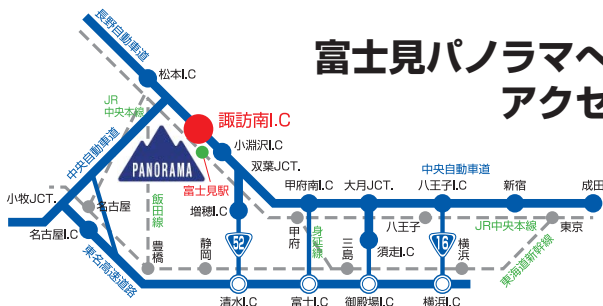 富士見パノラマへ
アクセ
長野自動車道
松本I.C
JR
中央本線
諏訪南I.C
中央自動車道
PANORAMA
小淵沢I.C
富士見駅
双葉JCT.
中央自動車道
小牧JCT.
名古屋
飯田線
増穂I.C
甲府南I.C
大月JCT.
八王子I.C
新宿
成田
名古屋I.C
甲府
身延線
八王子
JR中央本線
東京
東名高速道路
豊橋
静岡
52
三島
須走I.C
16
横浜
東海道新幹線
清水I.C
富士I.C
御殿場I.C
横浜I.C